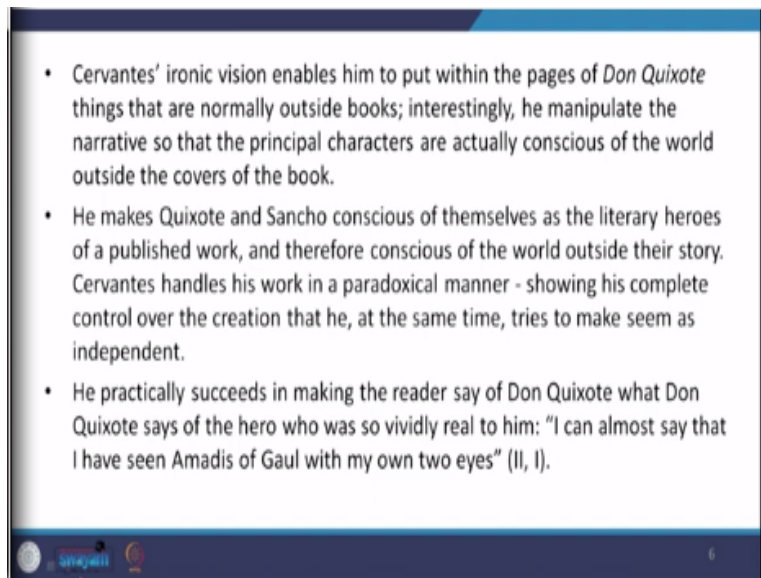 • Cervantes' ironic vision enables him to put within the pages of Don Quixote
things that are normally outside books; interestingly, he manipulate the
narrative so that the principal characters are actually conscious of the world
outside the covers of the book.
• He makes Quixote and Sancho conscious of themselves as the literary heroes
of a published work, and therefore conscious of the world outside their story.
Cervantes handles his work in a paradoxical manner - showing his complete
control over the creation that he, at the same time, tries to make seem as
independent.
• He practically succeeds in making the reader say of Don Quixote what Don
Quixote says of the hero who was so vividly real to him: "I can almost say that
I have seen Amadis of Gaul with my own two eyes" (II, I).
swayam
6